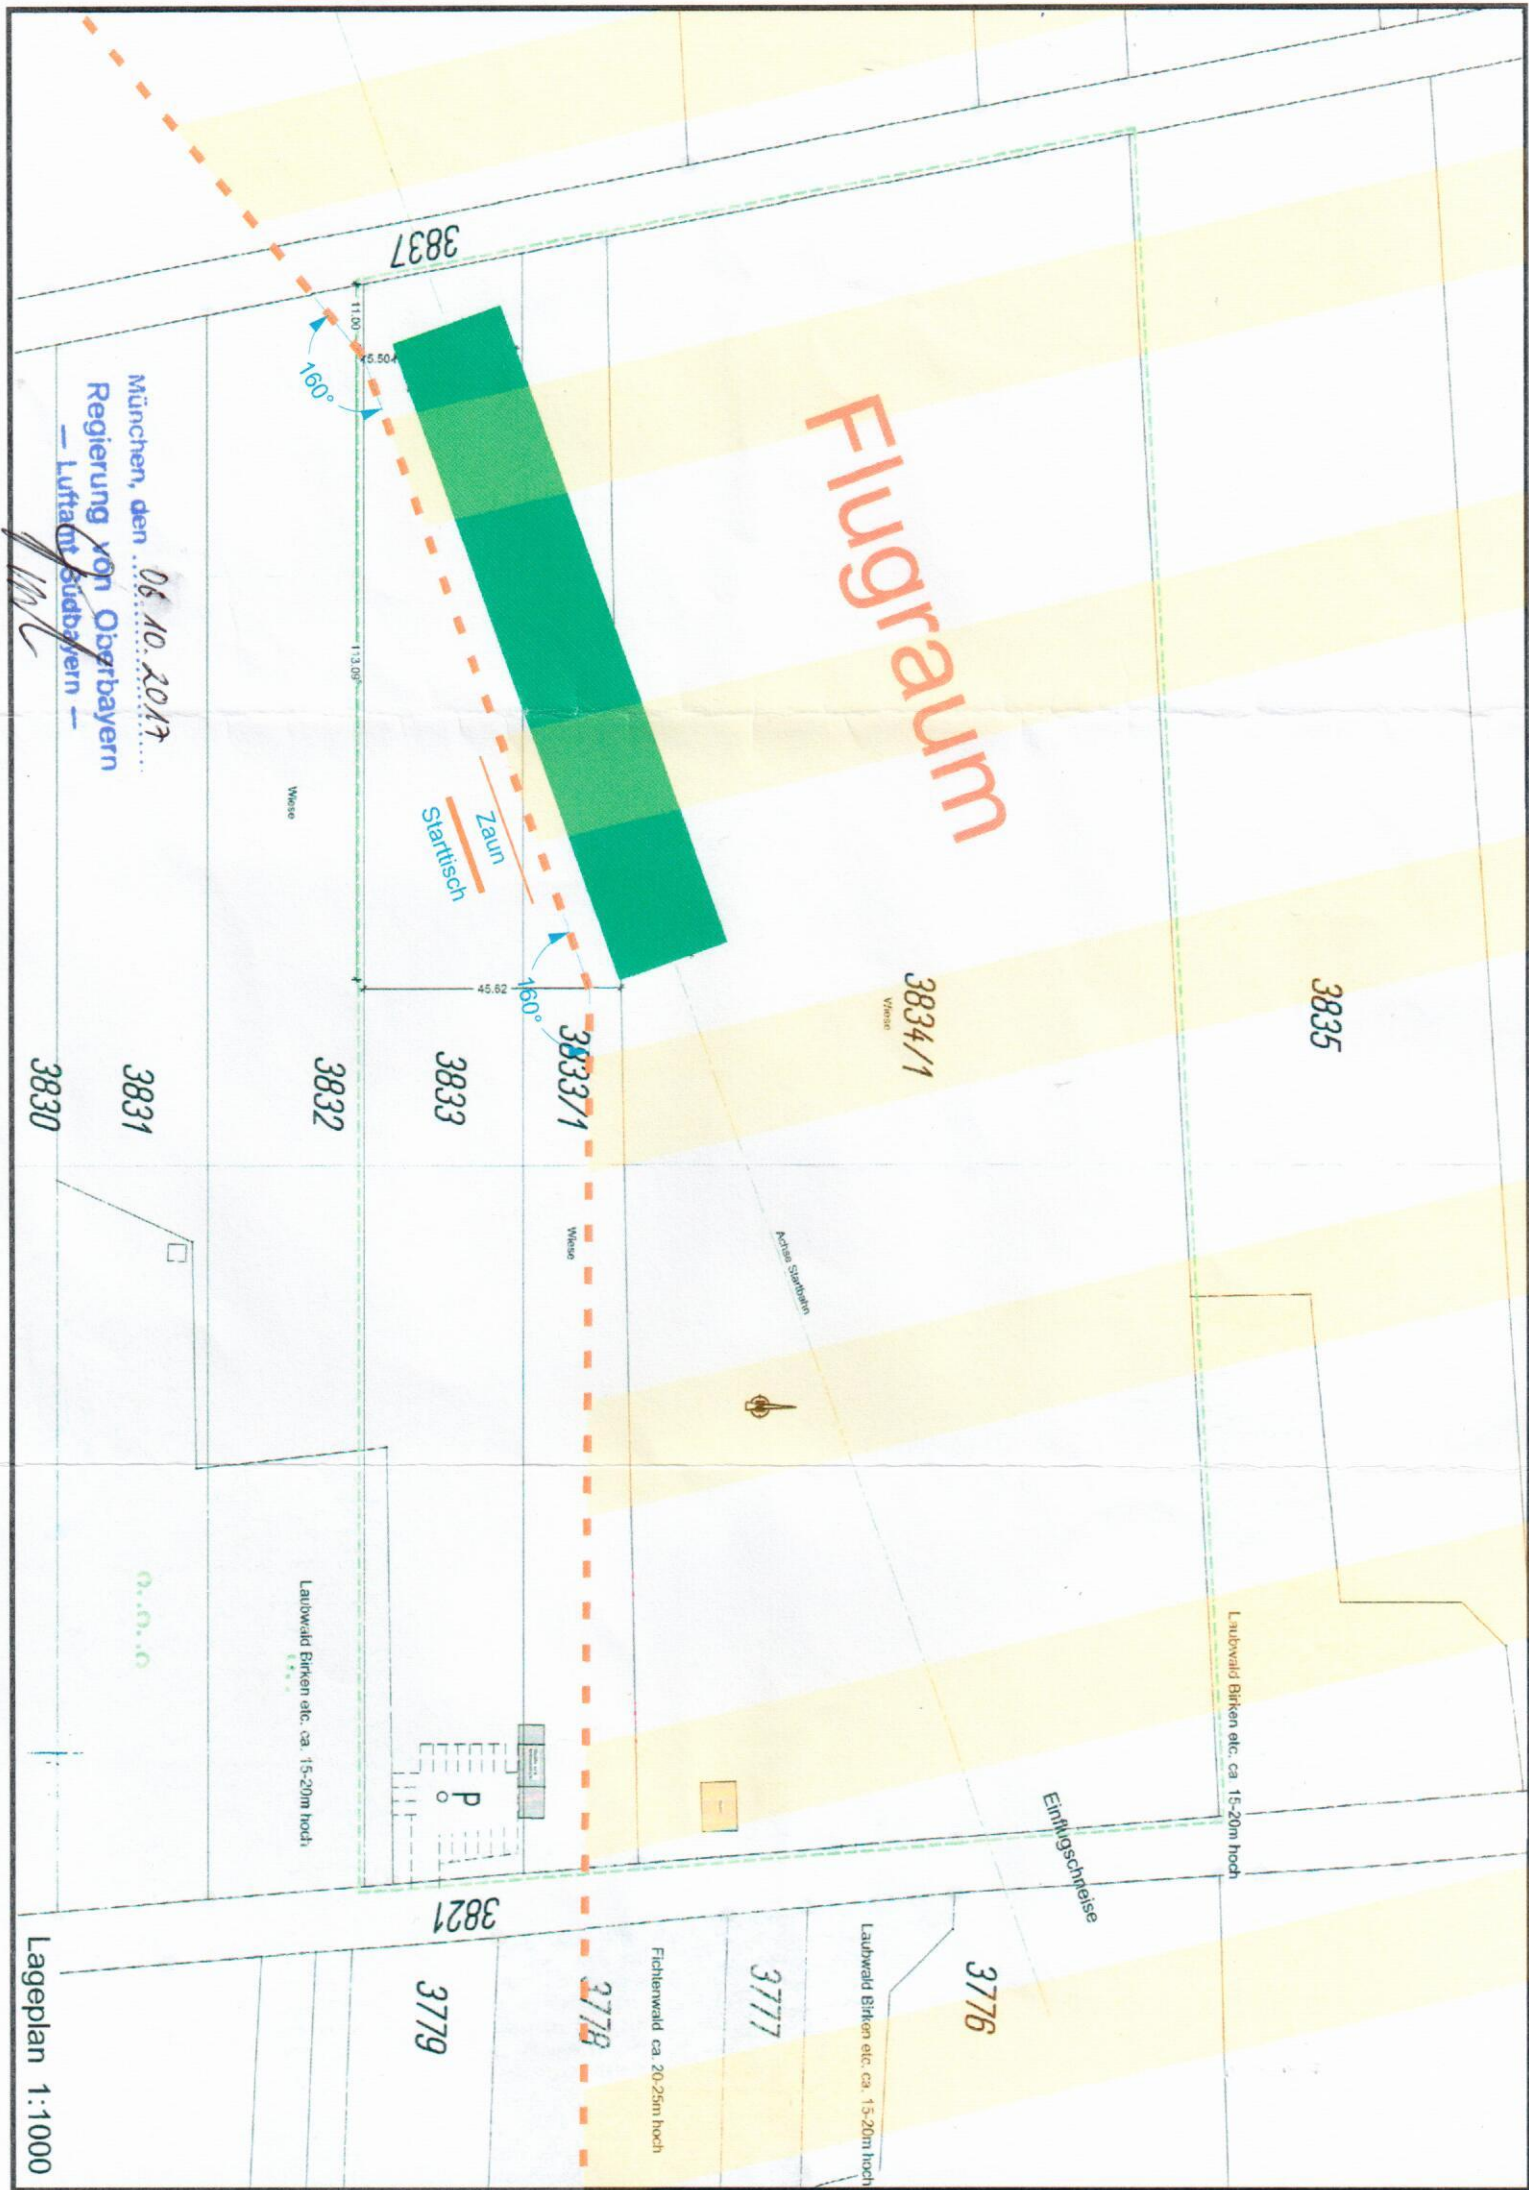 3837
11.00
5.50
160°
Flugraum
München, den 06.10.2017
Regierung von Oberbayern
— Luftamt Südbayern —
113.09
Wiese
Zaun
Starttisch
45.62
160°
3835
3834/1
Wiese
3833/1
3833
3832
3831
3830
Wiese
Achse Startbahn
Laubwald Birken etc. ca. 15-20m hoch
Laubwald Birken etc. ca. 15-20m hoch
P
Einflugschneise
3821
3776
Laubwald Birken etc. ca. 15-20m hoch
3777
Fichtenwald ca. 20-25m hoch
3778
3779
Lageplan 1:1000